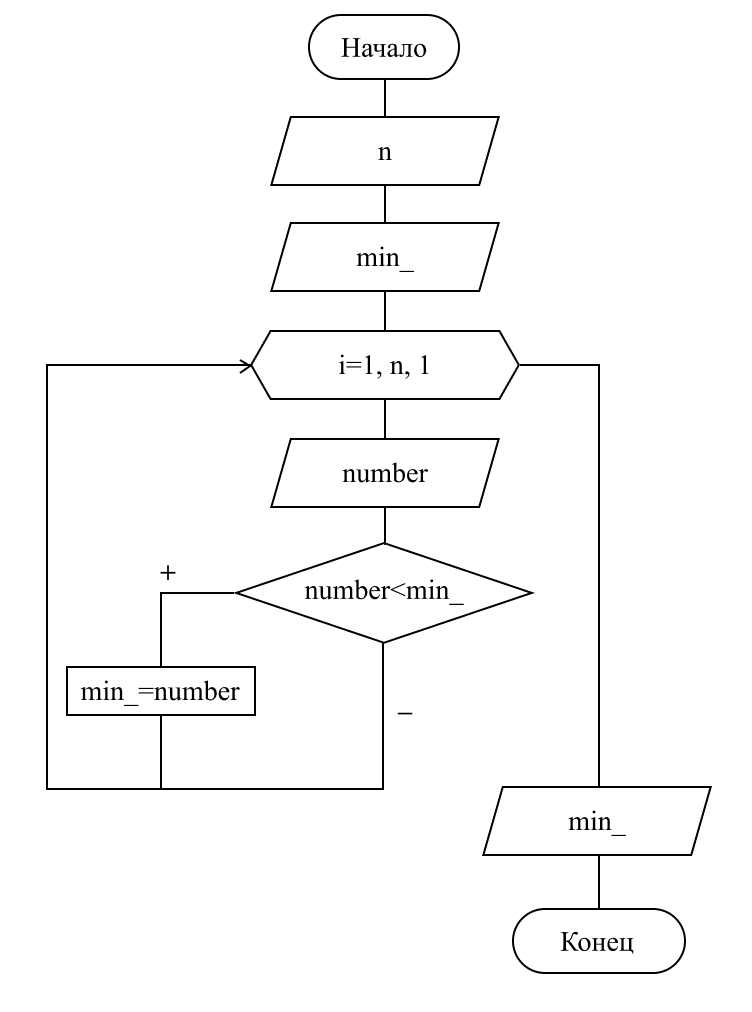 Начало
n
min_
i=1, n, 1
number
number<min_
+
min_=number
–
min_
Конец